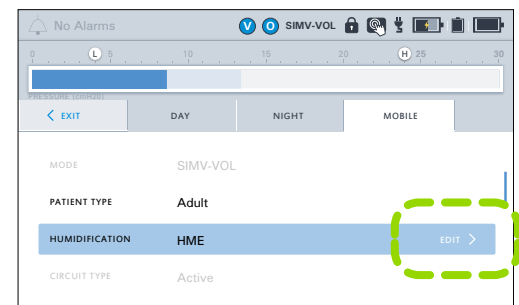 No Alarms V O SIMV-VOL
0 L 5 10 15 20 H 25 30
PRESSURE (cmH20)
EXIT DAY NIGHT MOBILE
MODE SIMV-VOL
PATIENT TYPE Adult
HUMIDIFICATION HME EDIT
CIRCUIT TYPE Active